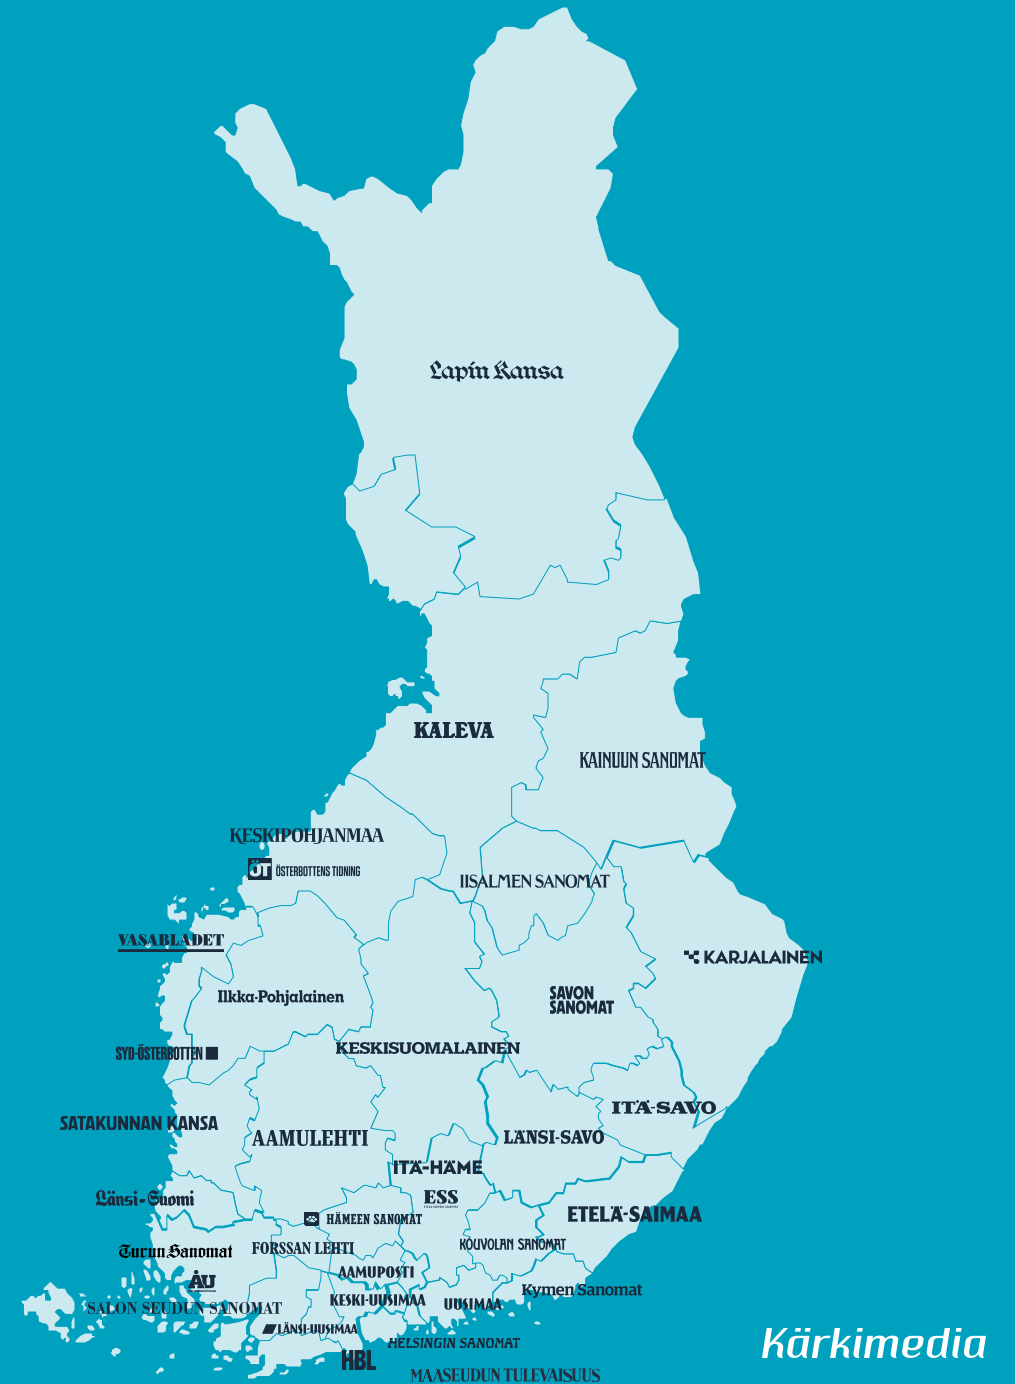 Lapin Kansa
KALEVA
KAINUUN SANOMAT
KESKIPOHJANMAA
ÖT ÖSTERBOTTENS TIDNING
IISALMEN SANOMAT
VASABLADET
KARJALAINEN
Ilkka-Pohjalainen
SAVON
SANOMAT
KESKISUOMALAINEN
SYD-ÖSTERBOTTEN
ITÄ-SAVO
SATAKUNNAN KANSA
AAMULEHTI
LÄNSI-SAVO
ITÄ-HÄME
Länsi-Suomi
ESS
HÄMEEN SANOMAT
ETELÄ-SAIMAA
Turun Sanomat
FORSSAN LEHTI
KOUVOLAN SANOMAT
AAMUPOSTI
ÅU
Kymen Sanomat
SALON SEUDUN SANOMAT
KESKI-UUSIMAA
UUSIMAA
LÄNSI-UUSIMAA
HELSINGIN SANOMAT
Kärkimedia
HBL
MAASEUDUN TULEVAISUUS